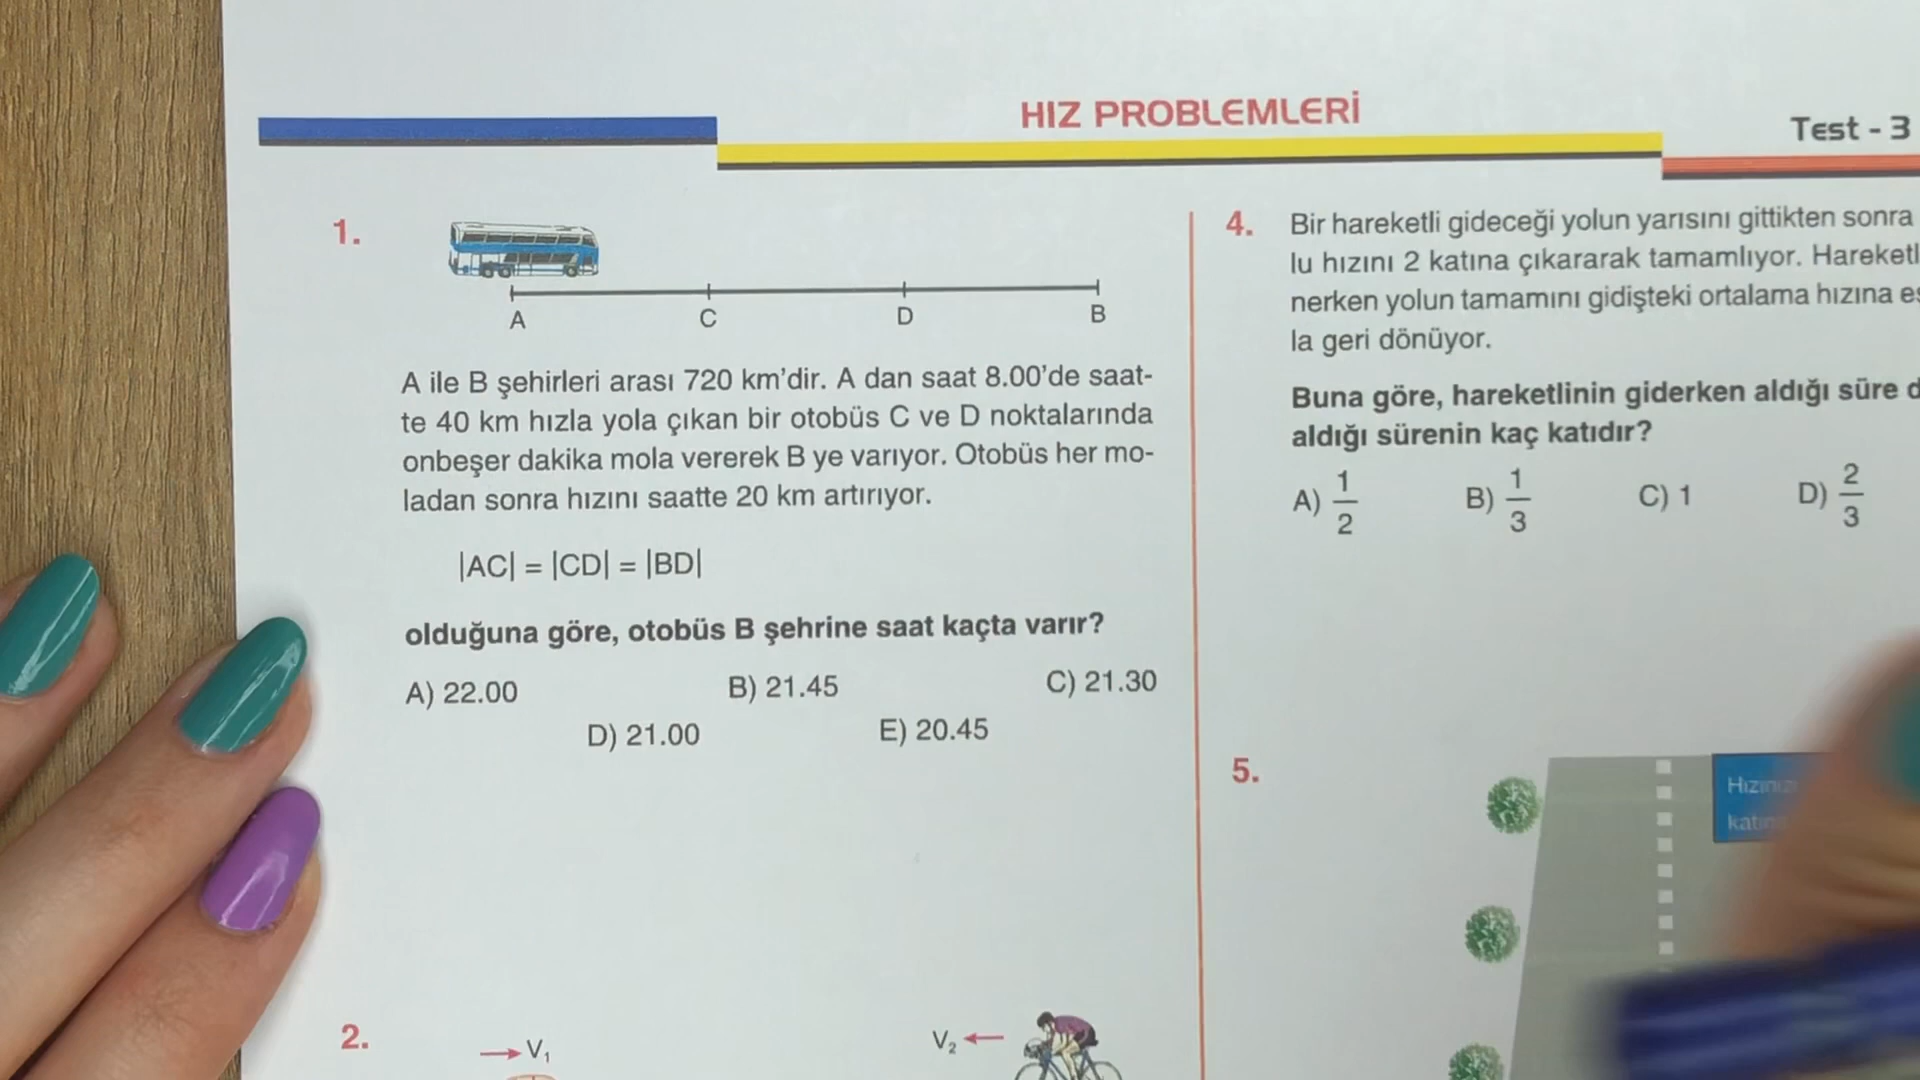 HIZ PROBLEMLERİ
Test - 3
1.
A
C
D
B
A ile B şehirleri arası 720 km'dir. A dan saat 8.00'de saat-
te 40 km hızla yola çıkan bir otobüs C ve D noktalarında
onbeşer dakika mola vererek B ye varıyor. Otobüs her mo-
ladan sonra hızını saatte 20 km artırıyor.
|AC| = |CD| = |BD|
olduğuna göre, otobüs B şehrine saat kaçta varır?
A) 22.00 B) 21.45 C) 21.30
D) 21.00 E) 20.45
2.
V₁
V₂
4. Bir hareketli gideceği yolun yarısını gittikten sonra
lu hızını 2 katına çıkararak tamamlıyor. Hareketl
nerken yolun tamamını gidişteki ortalama hızına eş
la geri dönüyor.
Buna göre, hareketlinin giderken aldığı süre d
aldığı sürenin kaç katıdır?
A) 1/2 B) 1/3 C) 1 D) 2/3
5.